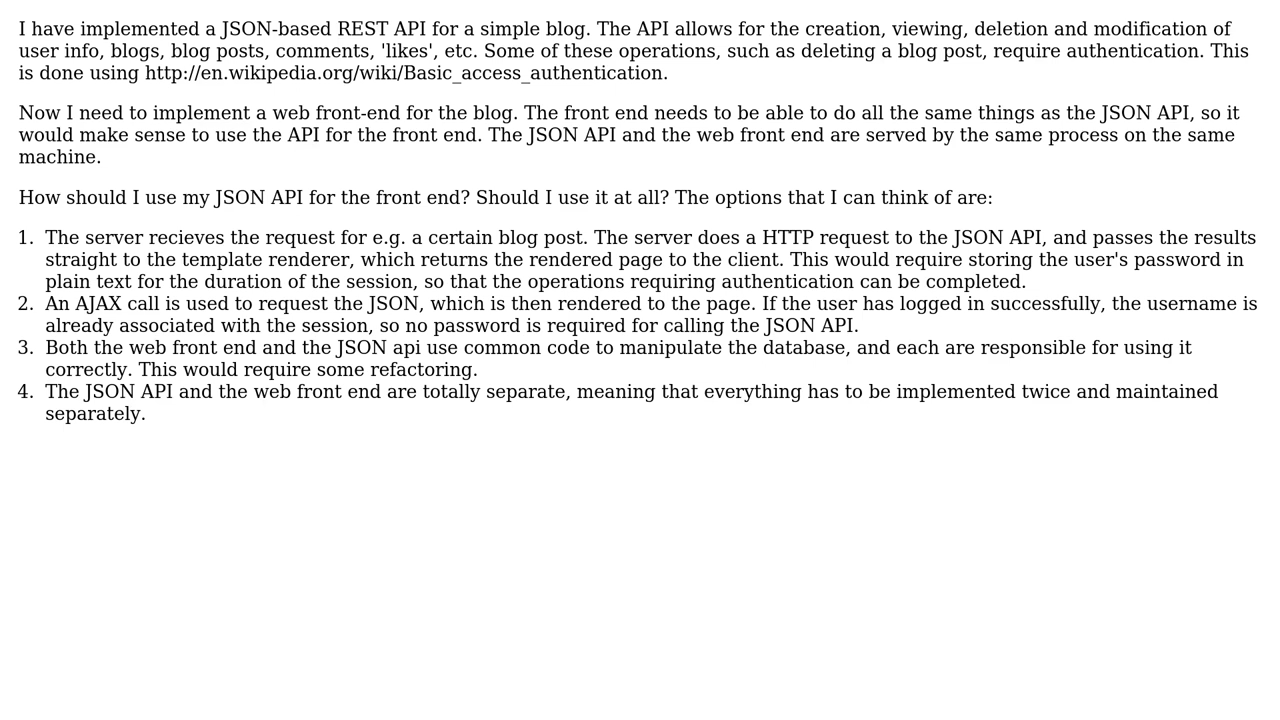 I have implemented a JSON-based REST API for a simple blog. The API allows for the creation, viewing, deletion and modification of
user info, blogs, blog posts, comments, 'likes', etc. Some of these operations, such as deleting a blog post, require authentication. This
is done using http://en.wikipedia.org/wiki/Basic_access_authentication.
Now I need to implement a web front-end for the blog. The front end needs to be able to do all the same things as the JSON API, so it
would make sense to use the API for the front end. The JSON API and the web front end are served by the same process on the same
machine.
How should I use my JSON API for the front end? Should I use it at all? The options that I can think of are:
1. The server recieves the request for e.g. a certain blog post. The server does a HTTP request to the JSON API, and passes the results
straight to the template renderer, which returns the rendered page to the client. This would require storing the user's password in
plain text for the duration of the session, so that the operations requiring authentication can be completed.
2. An AJAX call is used to request the JSON, which is then rendered to the page. If the user has logged in successfully, the username is
already associated with the session, so no password is required for calling the JSON API.
3. Both the web front end and the JSON api use common code to manipulate the database, and each are responsible for using it
correctly. This would require some refactoring.
4. The JSON API and the web front end are totally separate, meaning that everything has to be implemented twice and maintained
separately.